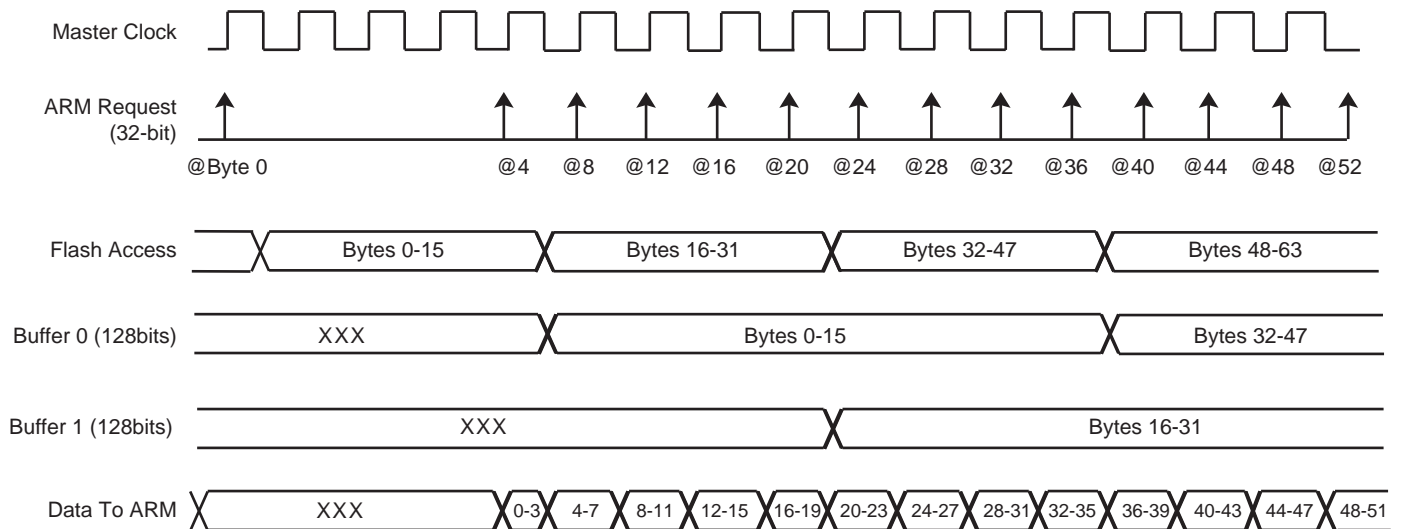 Master Clock
ARM Request
(32-bit)
@Byte 0 @4 @8 @12 @16 @20 @24 @28 @32 @36 @40 @44 @48 @52
Flash Access Bytes 0-15 Bytes 16-31 Bytes 32-47 Bytes 48-63
Buffer 0 (128bits) XXX Bytes 0-15 Bytes 32-47
Buffer 1 (128bits) XXX Bytes 16-31
Data To ARM XXX 0-3 4-7 8-11 12-15 16-19 20-23 24-27 28-31 32-35 36-39 40-43 44-47 48-51